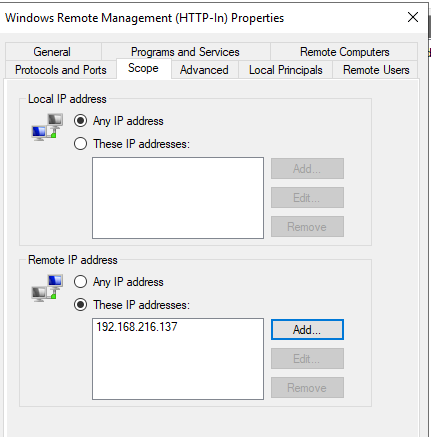 Windows Remote Management (HTTP-In) Properties
General Programs and Services Remote Computers
Protocols and Ports Scope Advanced Local Principals Remote Users
Local IP address
Any IP address
These IP addresses:
Add...
Edit...
Remove
Remote IP address
Any IP address
These IP addresses:
192.168.216.137
Add...
Edit...
Remove